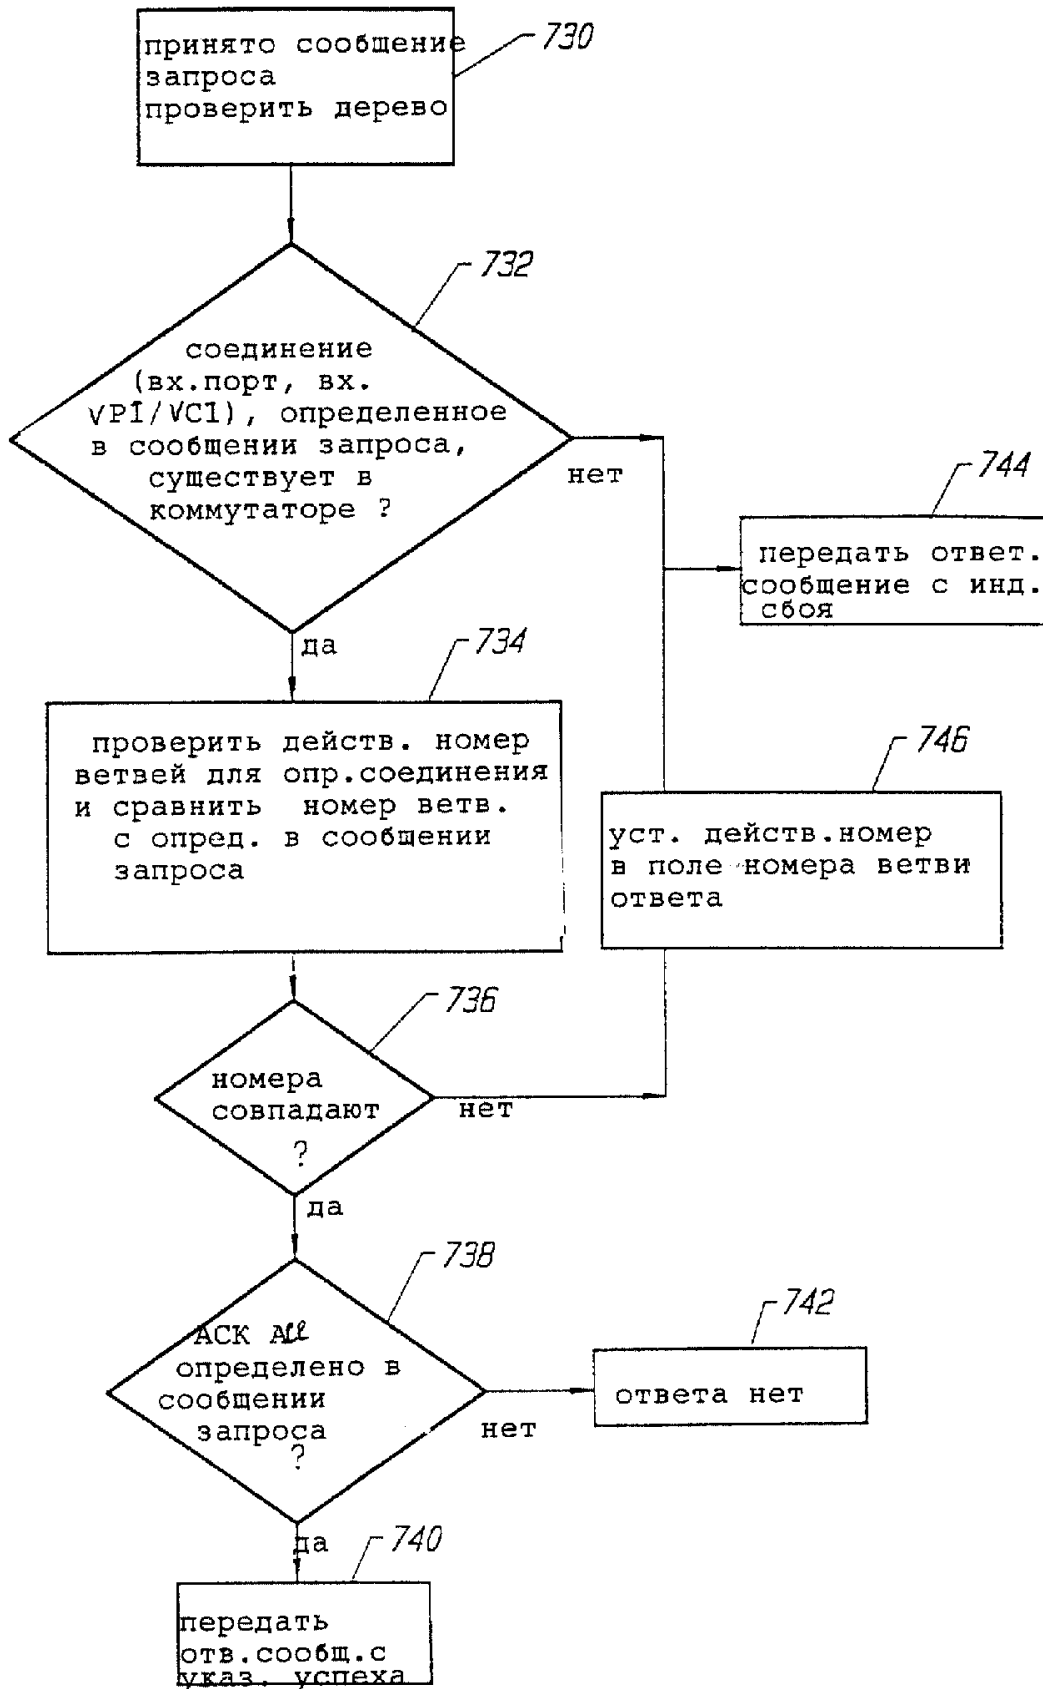 730
принято сообщение
запроса
проверить дерево
732
соединение
(вх.порт, вх.
VPI/VCI), определенное
в сообщении запроса,
существует в
коммутаторе ?
нет
да
744
передать ответ.
сообщение с инд.
сбоя
734
проверить действ. номер
ветвей для опр.соединения
и сравнить номер ветв.
с опред. в сообщении
запроса
746
уст. действ.номер
в поле номера ветви
ответа
736
номера
совпадают
?
нет
да
738
ACK All
определено в
сообщении
запроса
?
нет
да
742
ответа нет
740
передать
отв.сообщ.с
указ. успеха